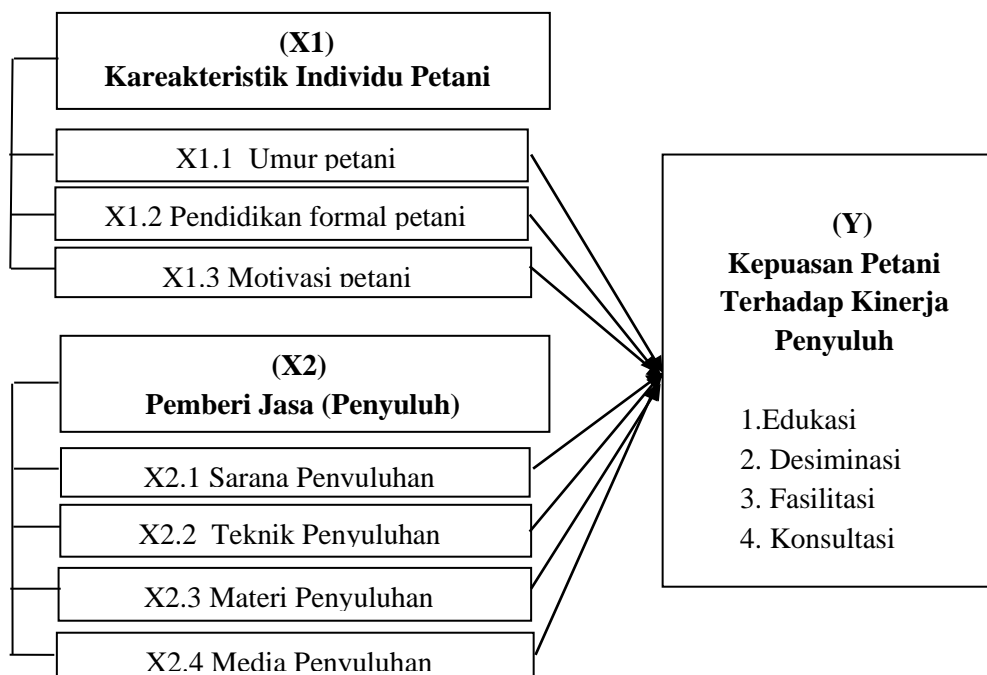 (X1)
Kareakteristik Individu Petani
X1.1 Umur petani
X1.2 Pendidikan formal petani
X1.3 Motivasi petani
(X2)
Pemberi Jasa (Penyuluh)
X2.1 Sarana Penyuluhan
X2.2 Teknik Penyuluhan
X2.3 Materi Penyuluhan
X2.4 Media Penyuluhan
(Y)
Kepuasan Petani
Terhadap Kinerja
Penyuluh
1.Edukasi
2. Desiminasi
3. Fasilitasi
4. Konsultasi